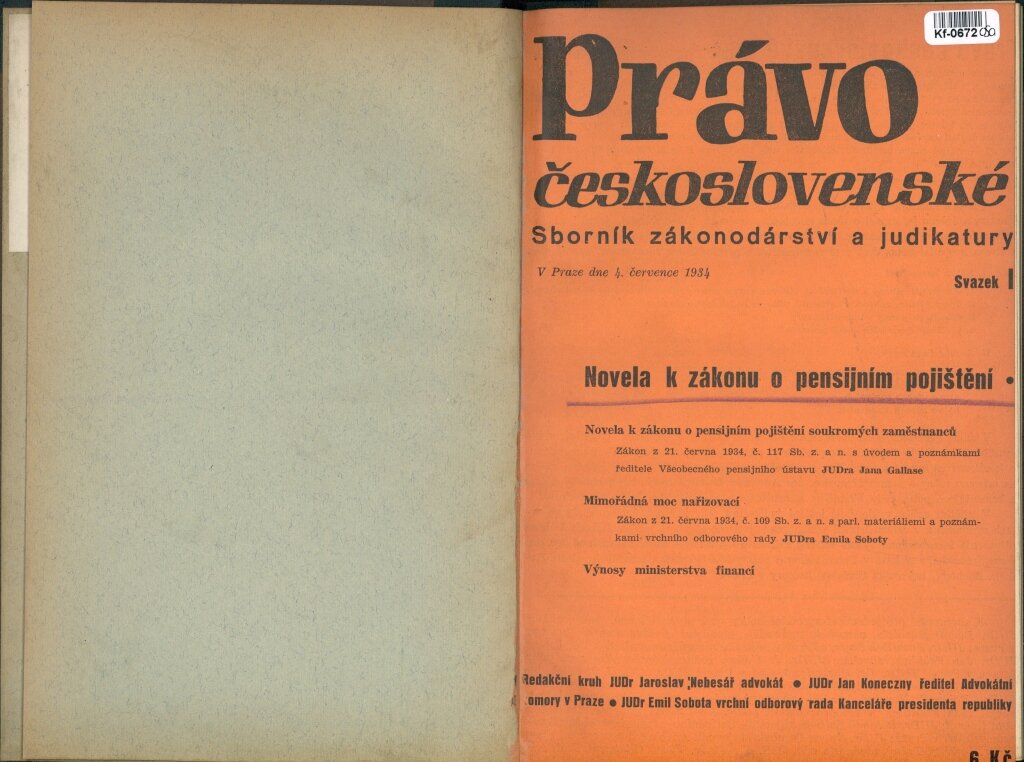 Kf-0672
Právo
československé
Sborník zákonodárství a judikatury
V Praze dne 4. července 1934
Svazek I
Novela k zákonu o pensijním pojištění •
Novela k zákonu o pensijním pojištění soukromých zaměstnanců
Zákon z 21. června 1934, č. 117 Sb. z. a n. s úvodem a poznámkami
ředitele Všeobecného pensijního ústavu JUDra Jana Gallase
Mimořádná moc nařizovací
Zákon z 21. června 1934, č. 109 Sb. z. a n. s parl. materiáliemi a poznám-
kami vrchního odborového rady JUDra Emila Soboty
Výnosy ministerstva financí
Redakční kruh JUDr Jaroslav Nebesář advokát • JUDr Jan Koneczny ředitel Advokátní
omory v Praze • JUDr Emil Sobota vrchní odborový rada Kanceláře presidenta republiky
6 Kč